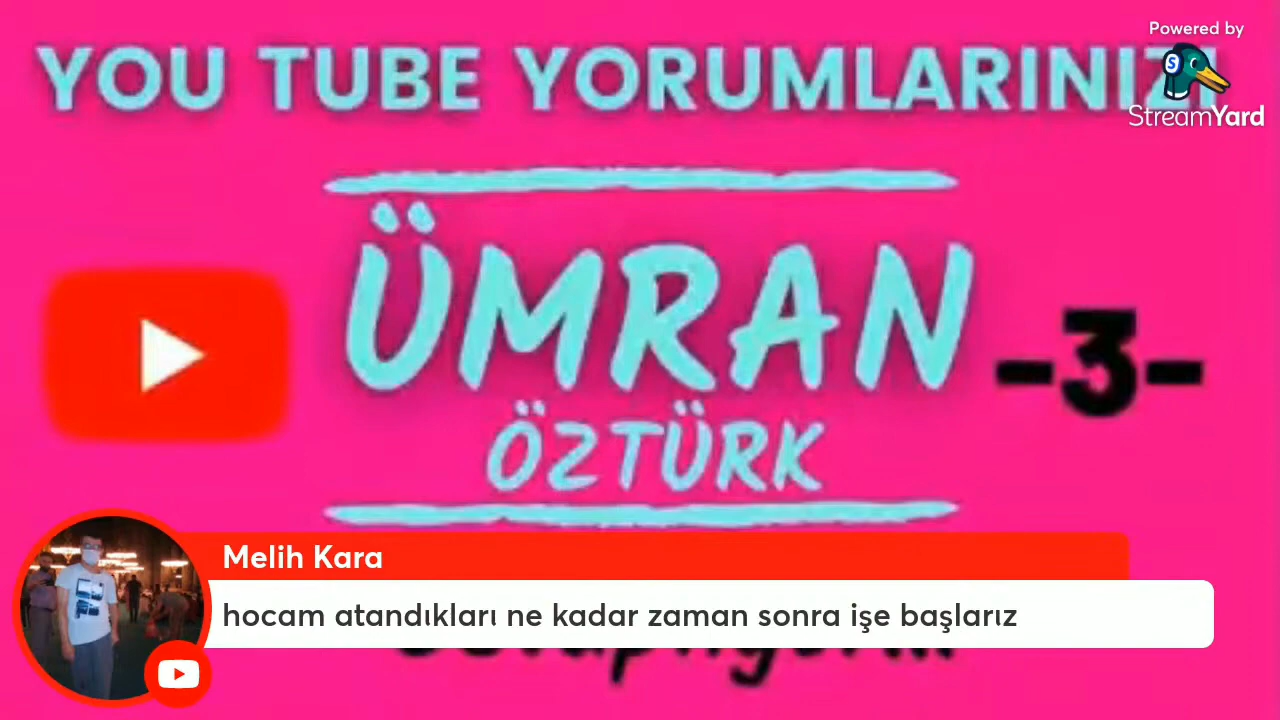 Powered by
StreamYard
YOU TUBE YORUMLARINIZI
ÜMRAN
-3-
ÖZTÜRK
Melih Kara
hocam atandıkları ne kadar zaman sonra işe başlarız